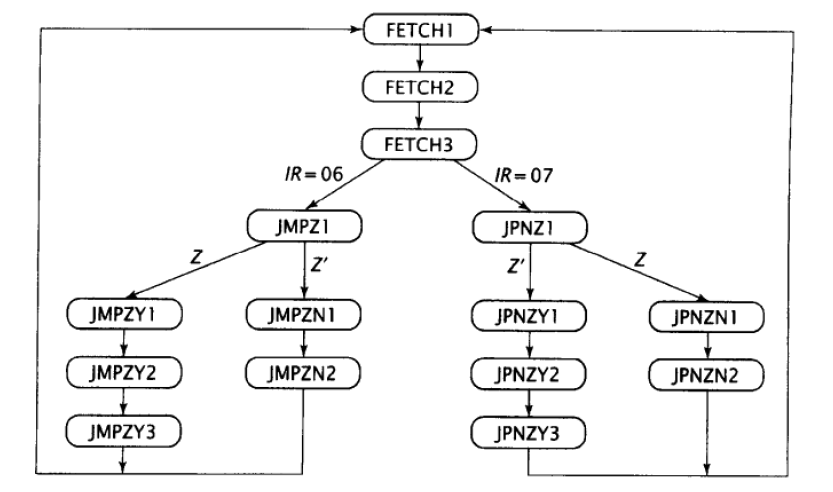 FETCH1
FETCH2
FETCH3
IR = 06
IR = 07
JMPZ1
JPNZ1
Z
Z'
Z'
Z
JMPZY1
JMPZN1
JPNZY1
JPNZN1
JMPZY2
JMPZN2
JPNZY2
JPNZN2
JMPZY3
JPNZY3